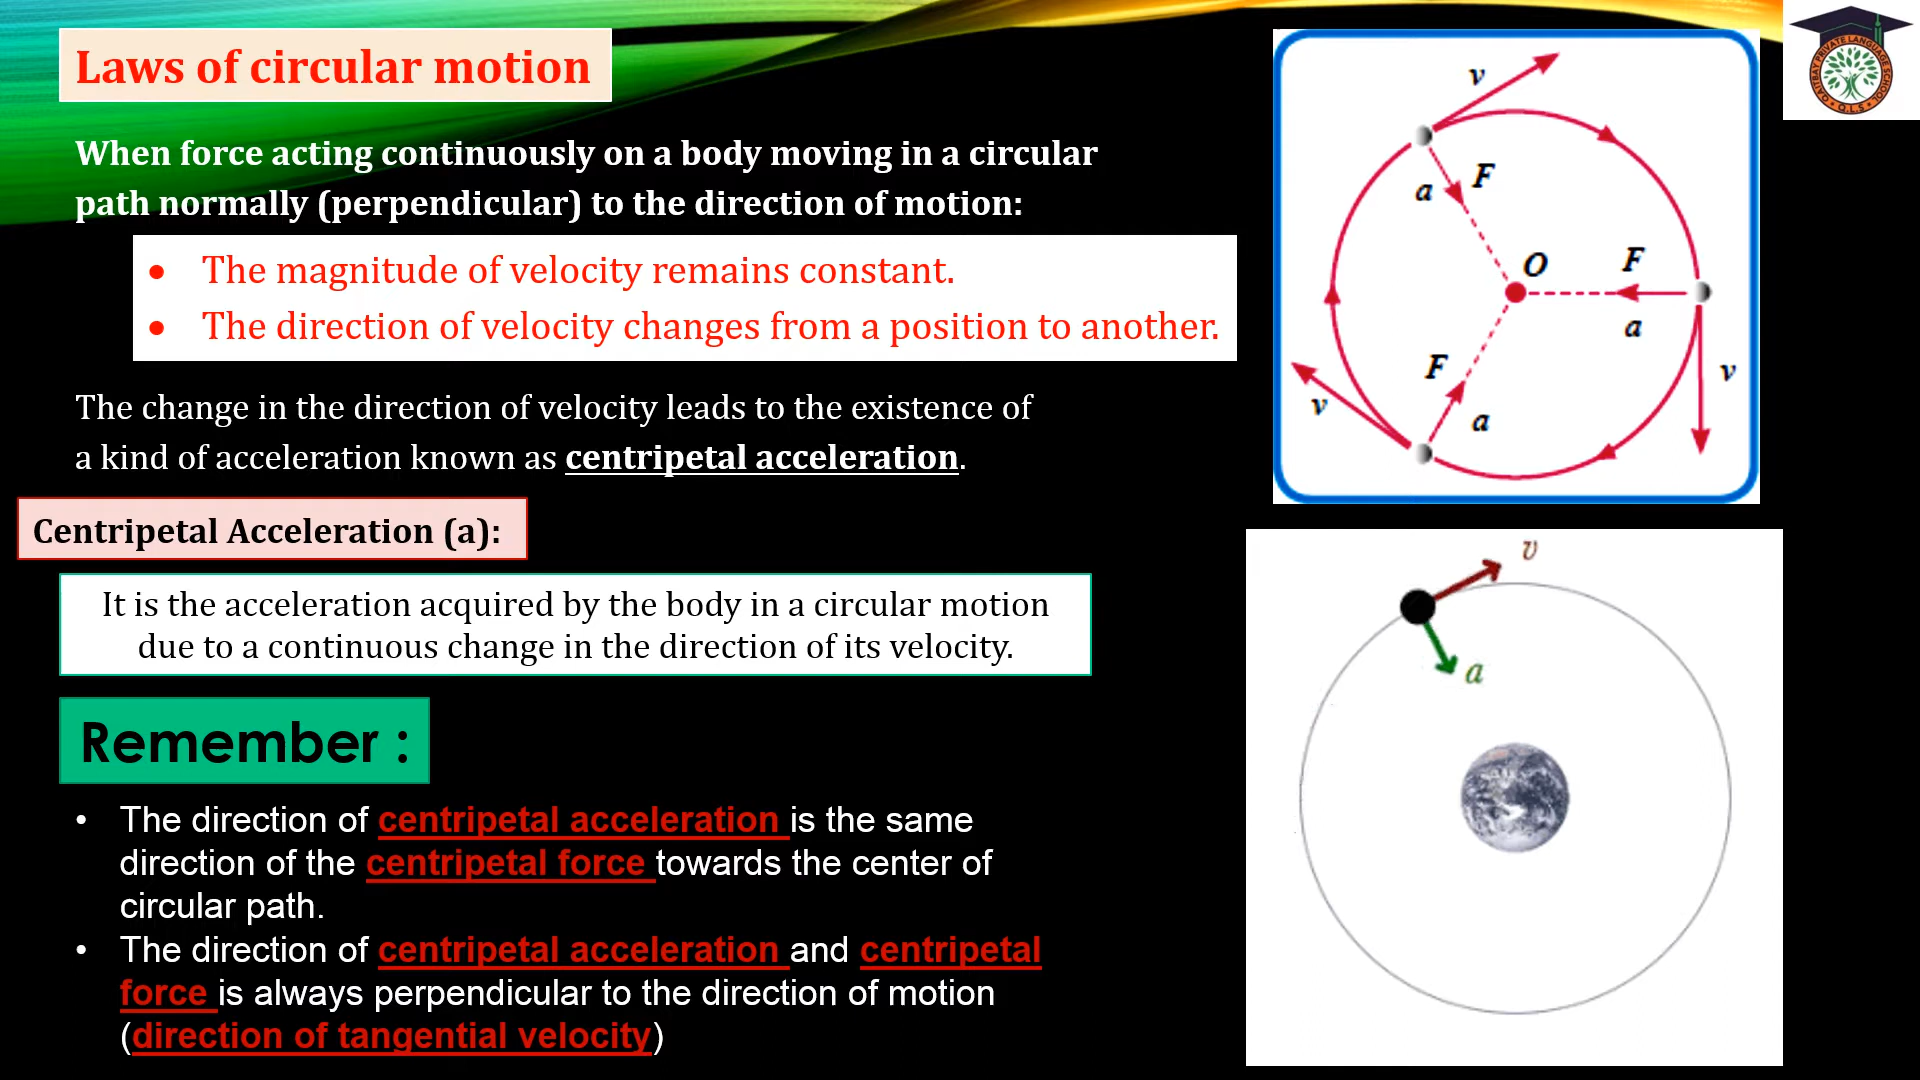 Laws of circular motion
When force acting continuously on a body moving in a circular
path normally (perpendicular) to the direction of motion:
• The magnitude of velocity remains constant.
• The direction of velocity changes from a position to another.
The change in the direction of velocity leads to the existence of
a kind of acceleration known as centripetal acceleration.
Centripetal Acceleration (a):
It is the acceleration acquired by the body in a circular motion
due to a continuous change in the direction of its velocity.
Remember :
• The direction of centripetal acceleration is the same
direction of the centripetal force towards the center of
circular path.
• The direction of centripetal acceleration and centripetal
force is always perpendicular to the direction of motion
(direction of tangential velocity)
v
F
a
O
F
a
v
F
a
v
v
a
QAITBAY PRIVATE LANGUAGE SCHOOL
Q.L.S